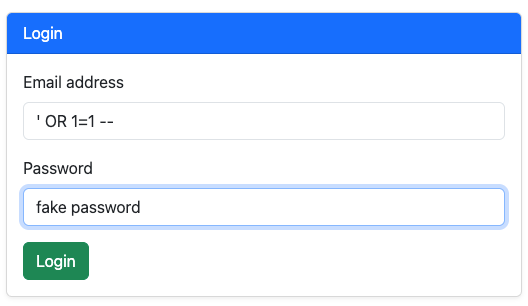 Login
Email address
' OR 1=1 --
Password
fake password
Login